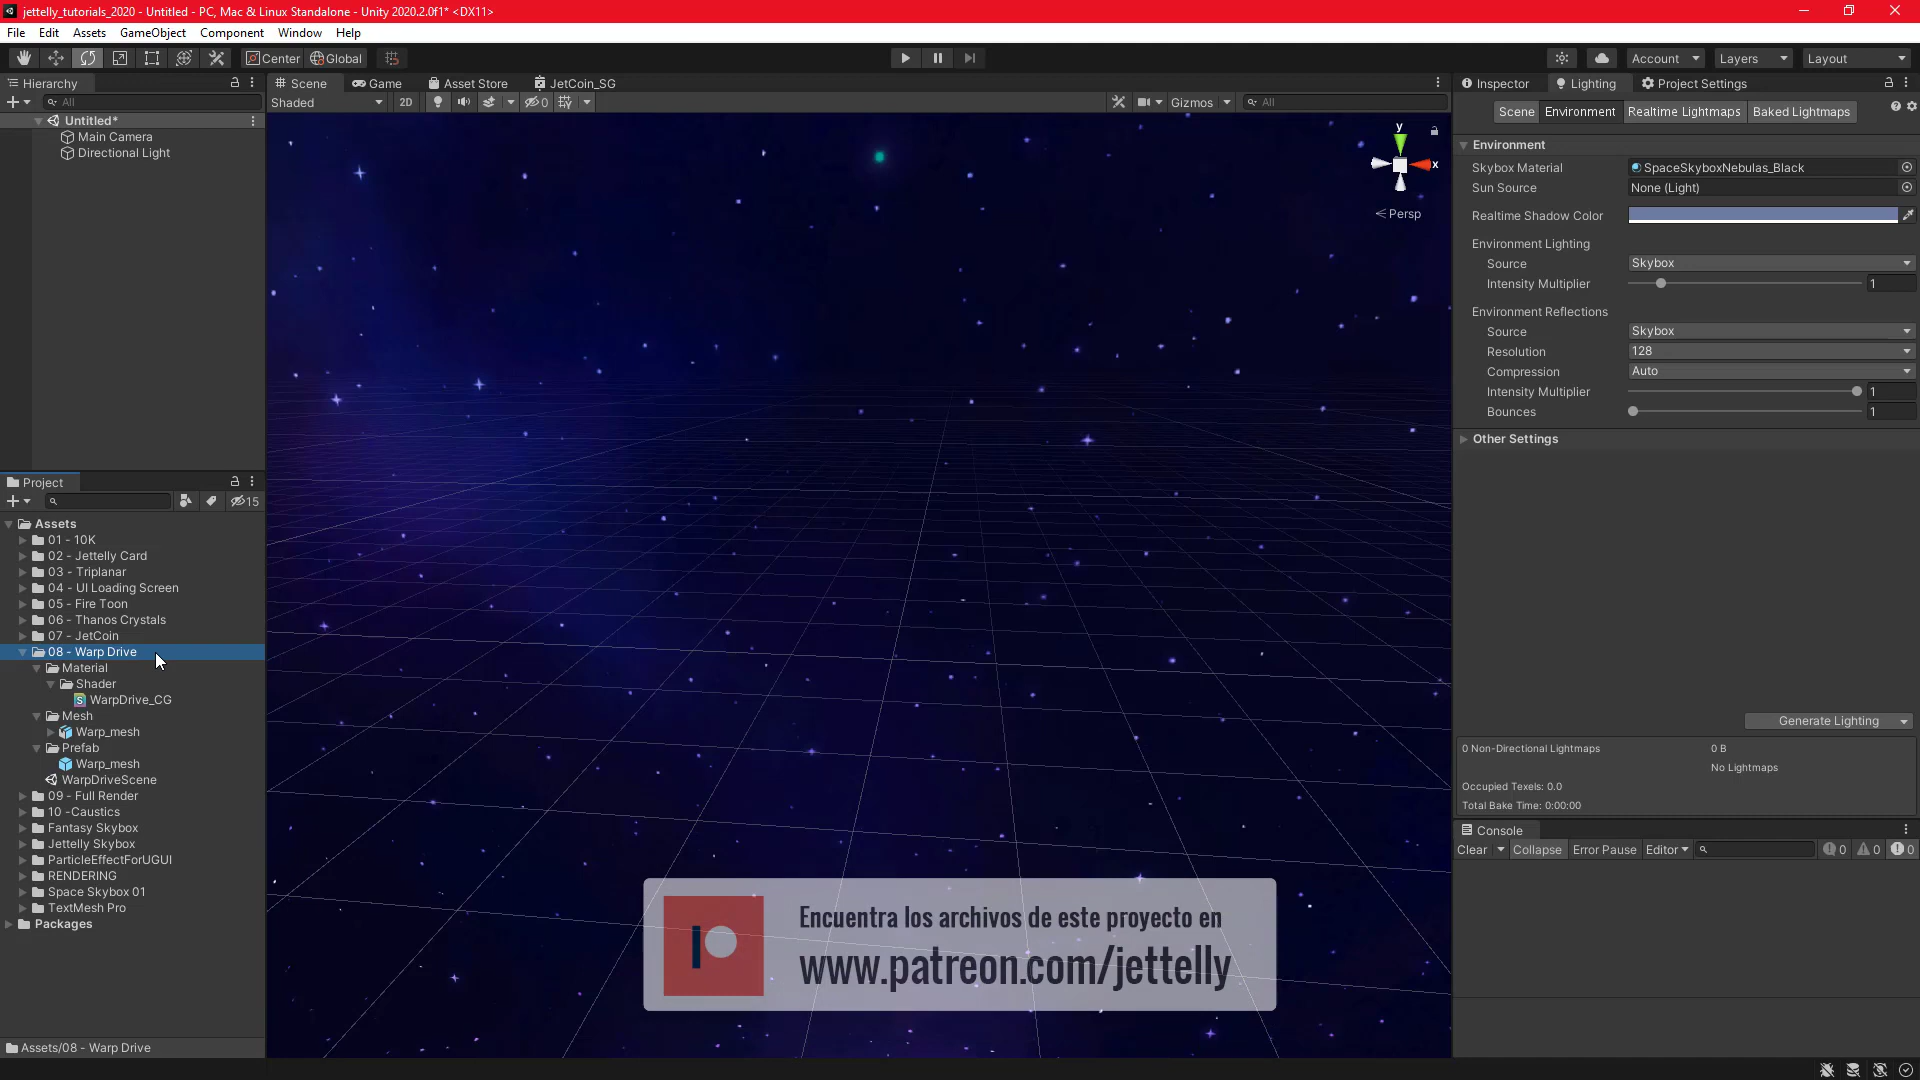 jettelly_tutorials_2020 - Untitled - PC, Mac & Linux Standalone - Unity 2020.2.0f1* <DX11>
File Edit Assets GameObject Component Window Help
Center Global Account Layers Layout
Hierarchy
All
Untitled*
Main Camera
Directional Light
Scene Game Asset Store JetCoin_SG
Shaded 2D 0 Gizmos All
y
x
Persp
Project
15
Assets
01 - 10K
02 - Jettelly Card
03 - Triplanar
04 - UI Loading Screen
05 - Fire Toon
06 - Thanos Crystals
07 - JetCoin
08 - Warp Drive
Material
Shader
WarpDrive_CG
Mesh
Warp_mesh
Prefab
Warp_mesh
WarpDriveScene
09 - Full Render
10 -Caustics
Fantasy Skybox
Jettelly Skybox
ParticleEffectForUGUI
RENDERING
Space Skybox 01
TextMesh Pro
Packages
Assets/08 - Warp Drive
Encuentra los archivos de este proyecto en
www.patreon.com/jettelly
Inspector Lighting Project Settings
Scene Environment Realtime Lightmaps Baked Lightmaps
Environment
Skybox Material SpaceSkyboxNebulas_Black
Sun Source None (Light)
Realtime Shadow Color
Environment Lighting
Source Skybox
Intensity Multiplier 1
Environment Reflections
Source Skybox
Resolution 128
Compression Auto
Intensity Multiplier 1
Bounces 1
Other Settings
Generate Lighting
0 Non-Directional Lightmaps 0 B
No Lightmaps
Occupied Texels: 0.0
Total Bake Time: 0:00:00
Console
Clear Collapse Error Pause Editor 0 0 0